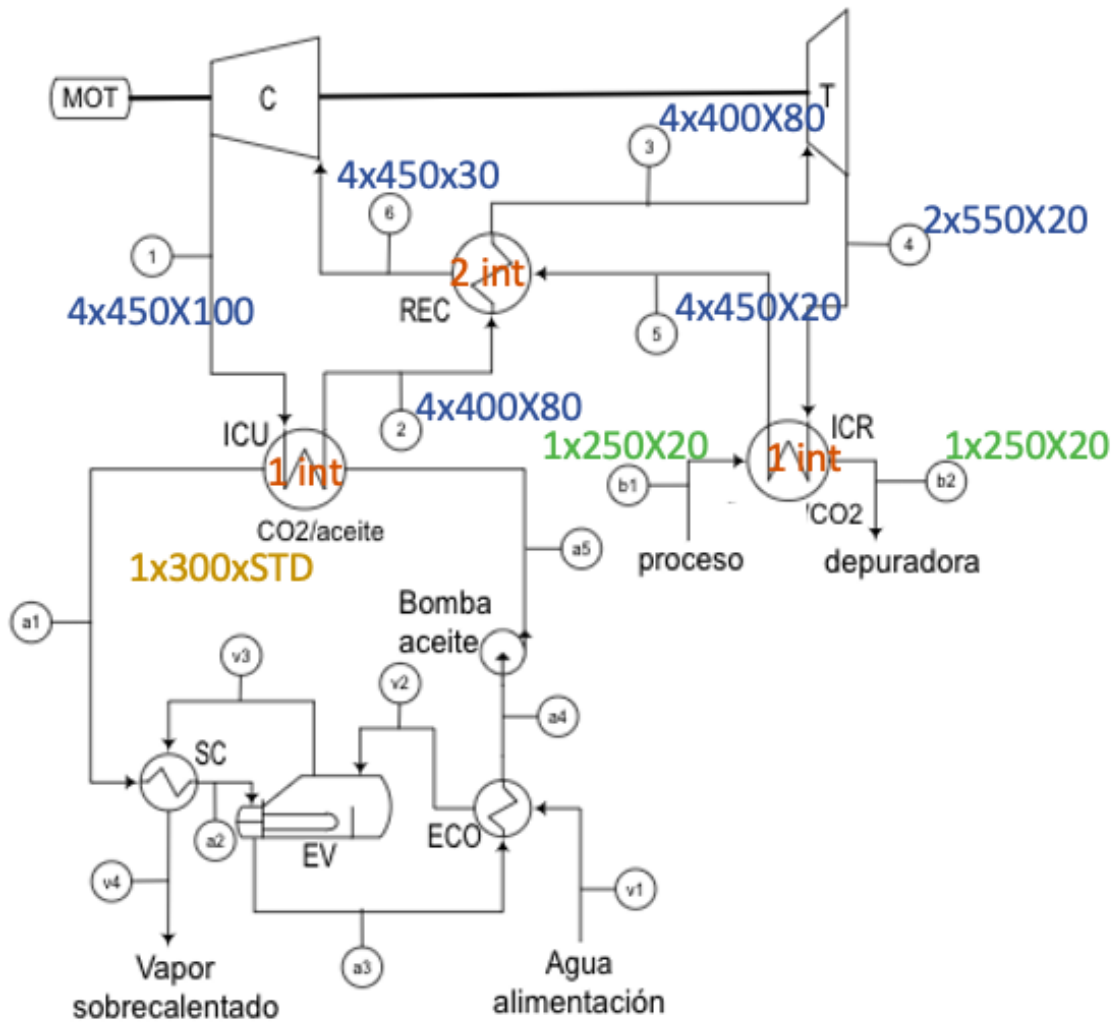 MOT
C
T
4x400X80
3
4x450x30
6
2x550X20
4
1
2 int
REC
4x450X100
4x450X20
5
ICU
4x400X80
2
1 int
CO2/aceite
1x250X20
b1
ICR
1 int
/CO2
1x250X20
b2
proceso
depuradora
1x300xSTD
a5
a1
Bomba
aceite
v3
v2
a4
SC
a2
EV
ECO
v4
v1
a3
Vapor
sobrecalentado
Agua
alimentación